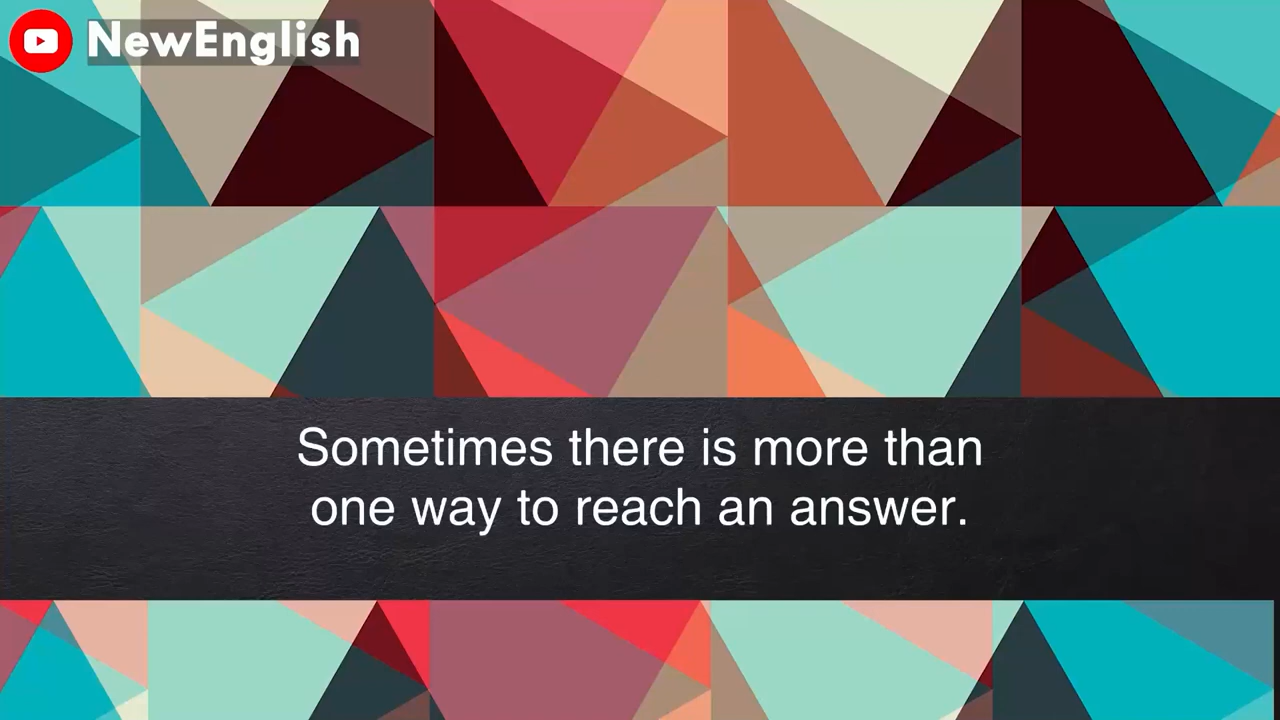 NewEnglish
Sometimes there is more than
one way to reach an answer.